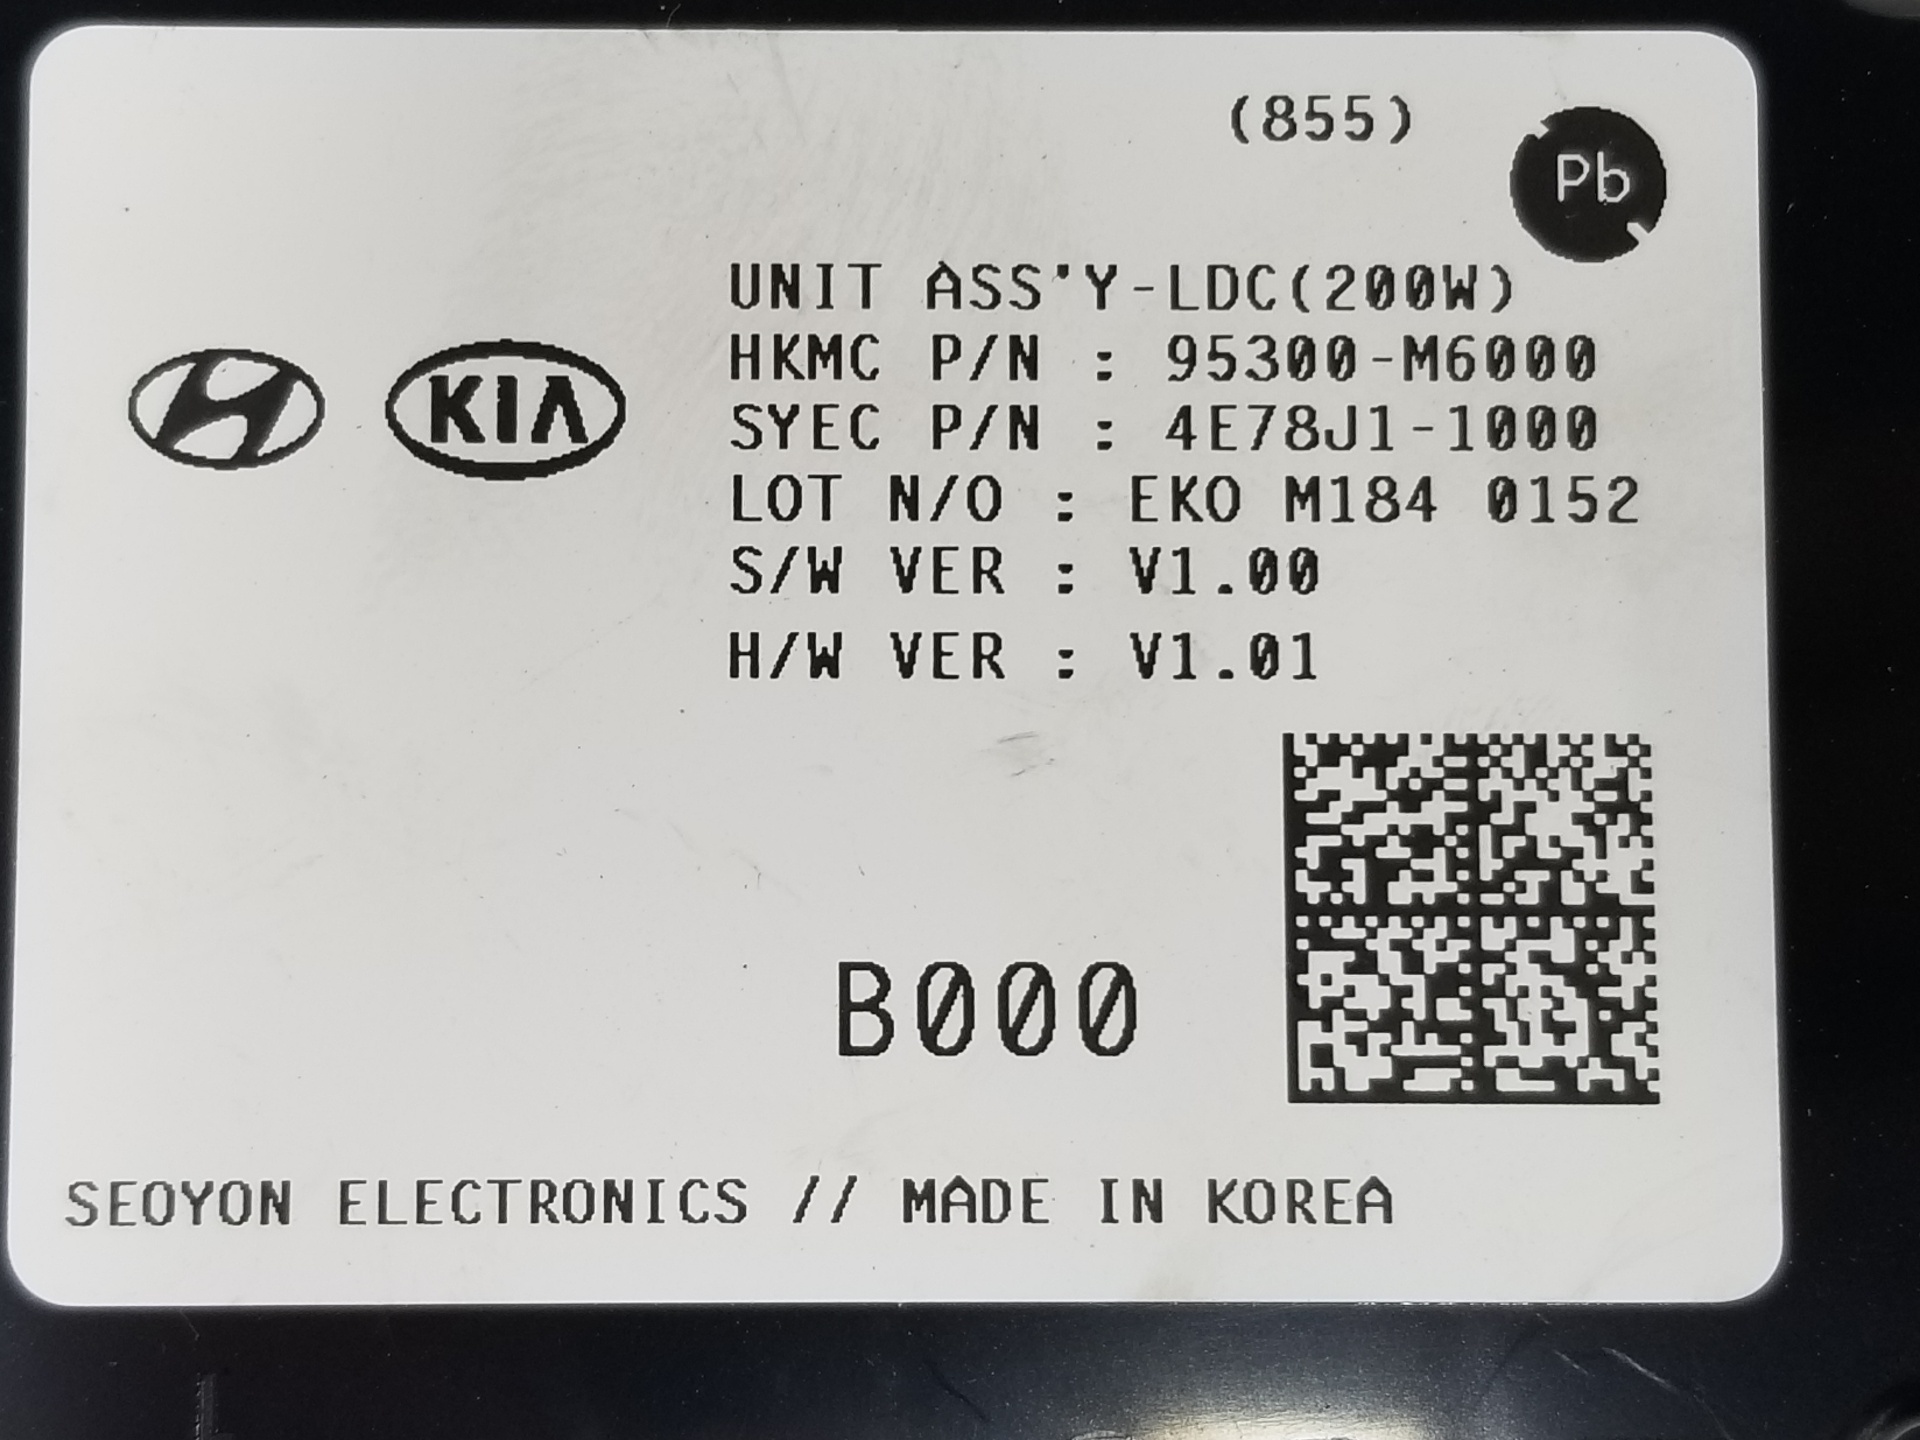 (855)
Pb
UNIT ASS'Y-LDC(200W)
HKMC P/N : 95300-M6000
KIA
SYEC P/N : 4E78J1-1000
LOT N/O : EKO M184 0152
S/W VER : V1.00
H/W VER : V1.01
B000
SEOYON ELECTRONICS // MADE IN KOREA